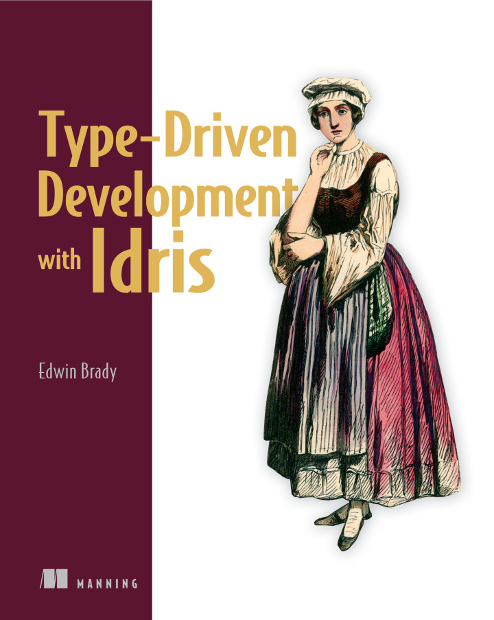 Type-Driven
Development
with Idris
Edwin Brady
MANNING